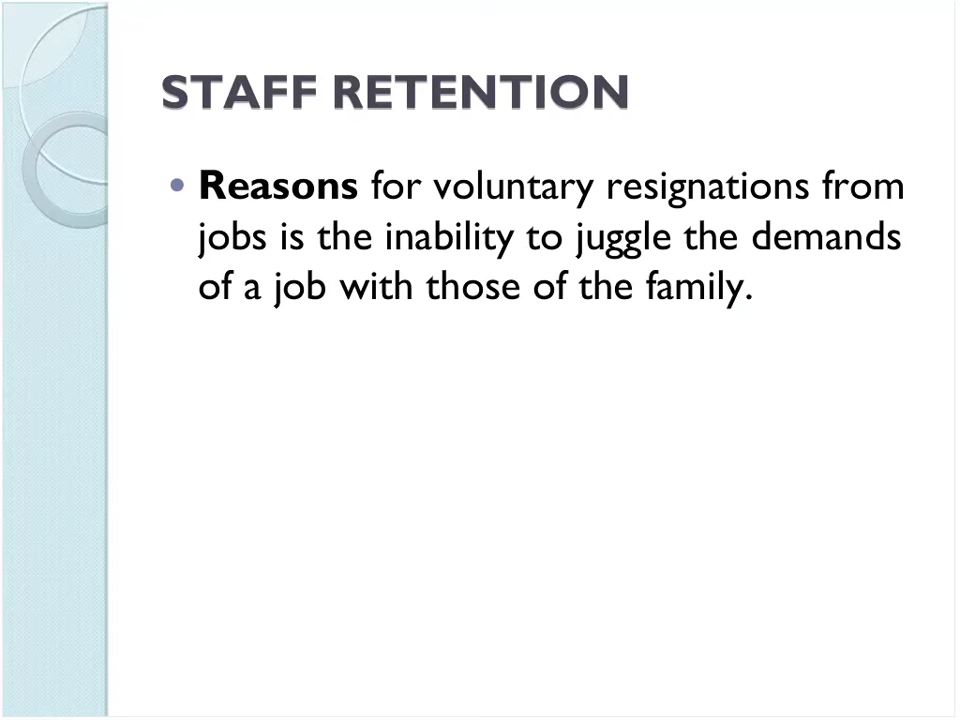 STAFF RETENTION
• Reasons for voluntary resignations from
jobs is the inability to juggle the demands
of a job with those of the family.